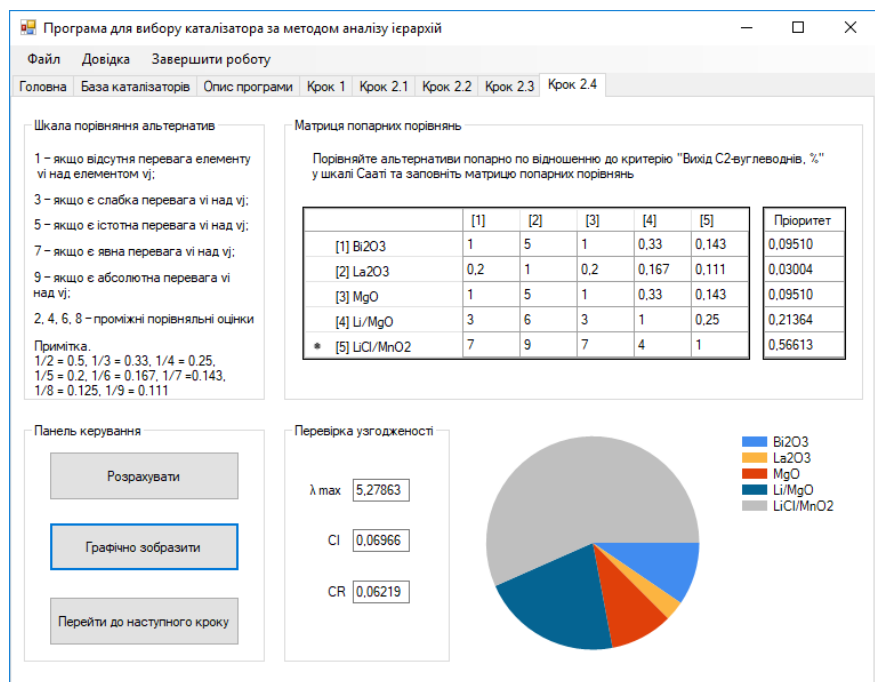 Програма для вибору каталізатора за методом аналізу ієрархій
Файл Довідка Завершити роботу
Головна База каталізаторів Опис програми Крок 1 Крок 2.1 Крок 2.2 Крок 2.3 Крок 2.4
Шкала порівняння альтернатив
1 – якщо відсутня перевага елементу
vi над елементом vj;
3 – якщо є слабка перевага vi над vj;
5 – якщо є істотна перевага vi над vj;
7 – якщо є явна перевага vi над vj;
9 – якщо є абсолютна перевага vi
над vj;
2, 4, 6, 8 – проміжні порівняльні оцінки
Примітка.
1/2 = 0.5, 1/3 = 0.33, 1/4 = 0.25,
1/5 = 0.2, 1/6 = 0.167, 1/7 =0.143,
1/8 = 0.125, 1/9 = 0.111
Матриця попарних порівнянь
Порівняйте альтернативи попарно по відношенню до критерію "Вихід С2-вуглеводнів, %"
у шкалі Сааті та заповніть матрицю попарних порівнянь
[1] [2] [3] [4] [5] Пріоритет
[1] Bi2O3 1 5 1 0,33 0,143 0,09510
[2] La2O3 0,2 1 0,2 0,167 0,111 0,03004
[3] MgO 1 5 1 0,33 0,143 0,09510
[4] Li/MgO 3 6 3 1 0,25 0,21364
* [5] LiCl/MnO2 7 9 7 4 1 0,56613
Панель керування
Розрахувати
Графічно зобразити
Перейти до наступного кроку
Перевірка узгодженості
λ max 5,27863
CI 0,06966
CR 0,06219
Bi2O3
La2O3
MgO
Li/MgO
LiCl/MnO2